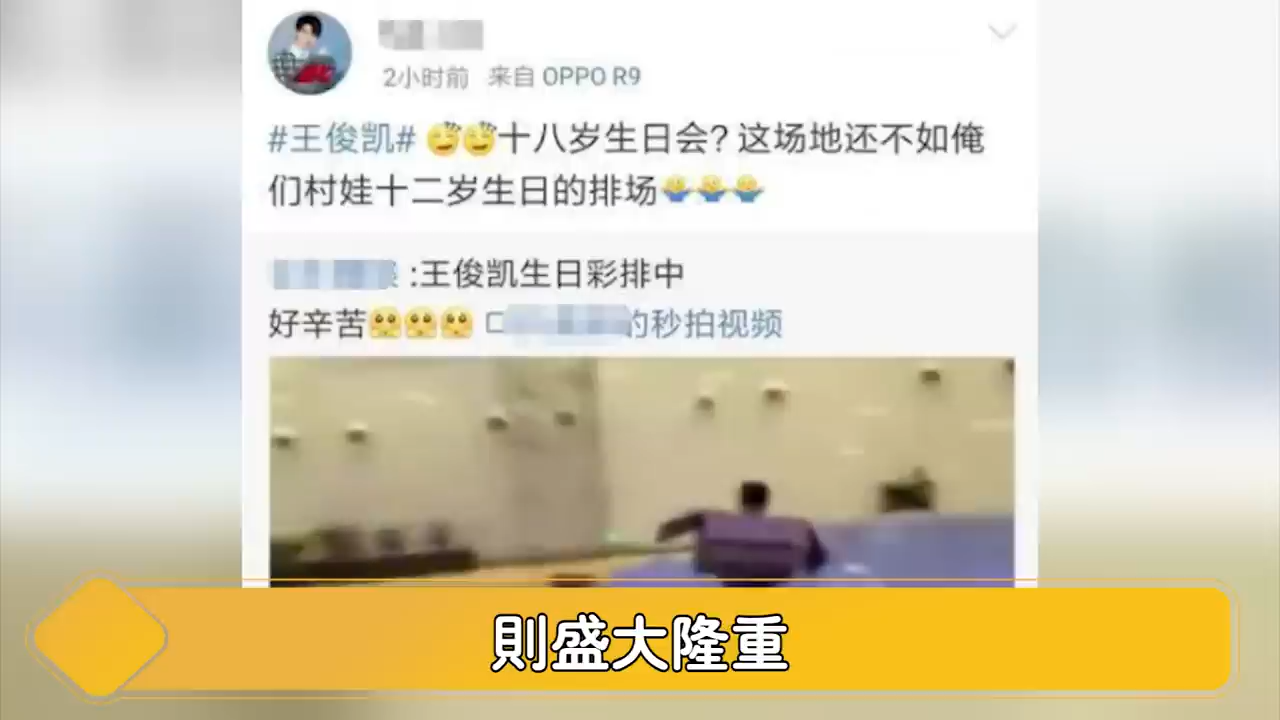 2小时前 来自 OPPO R9
#王俊凯# 十八岁生日会? 这场地还不如俺
们村娃十二岁生日的排场
:王俊凯生日彩排中
好辛苦 的秒拍视频
則盛大隆重